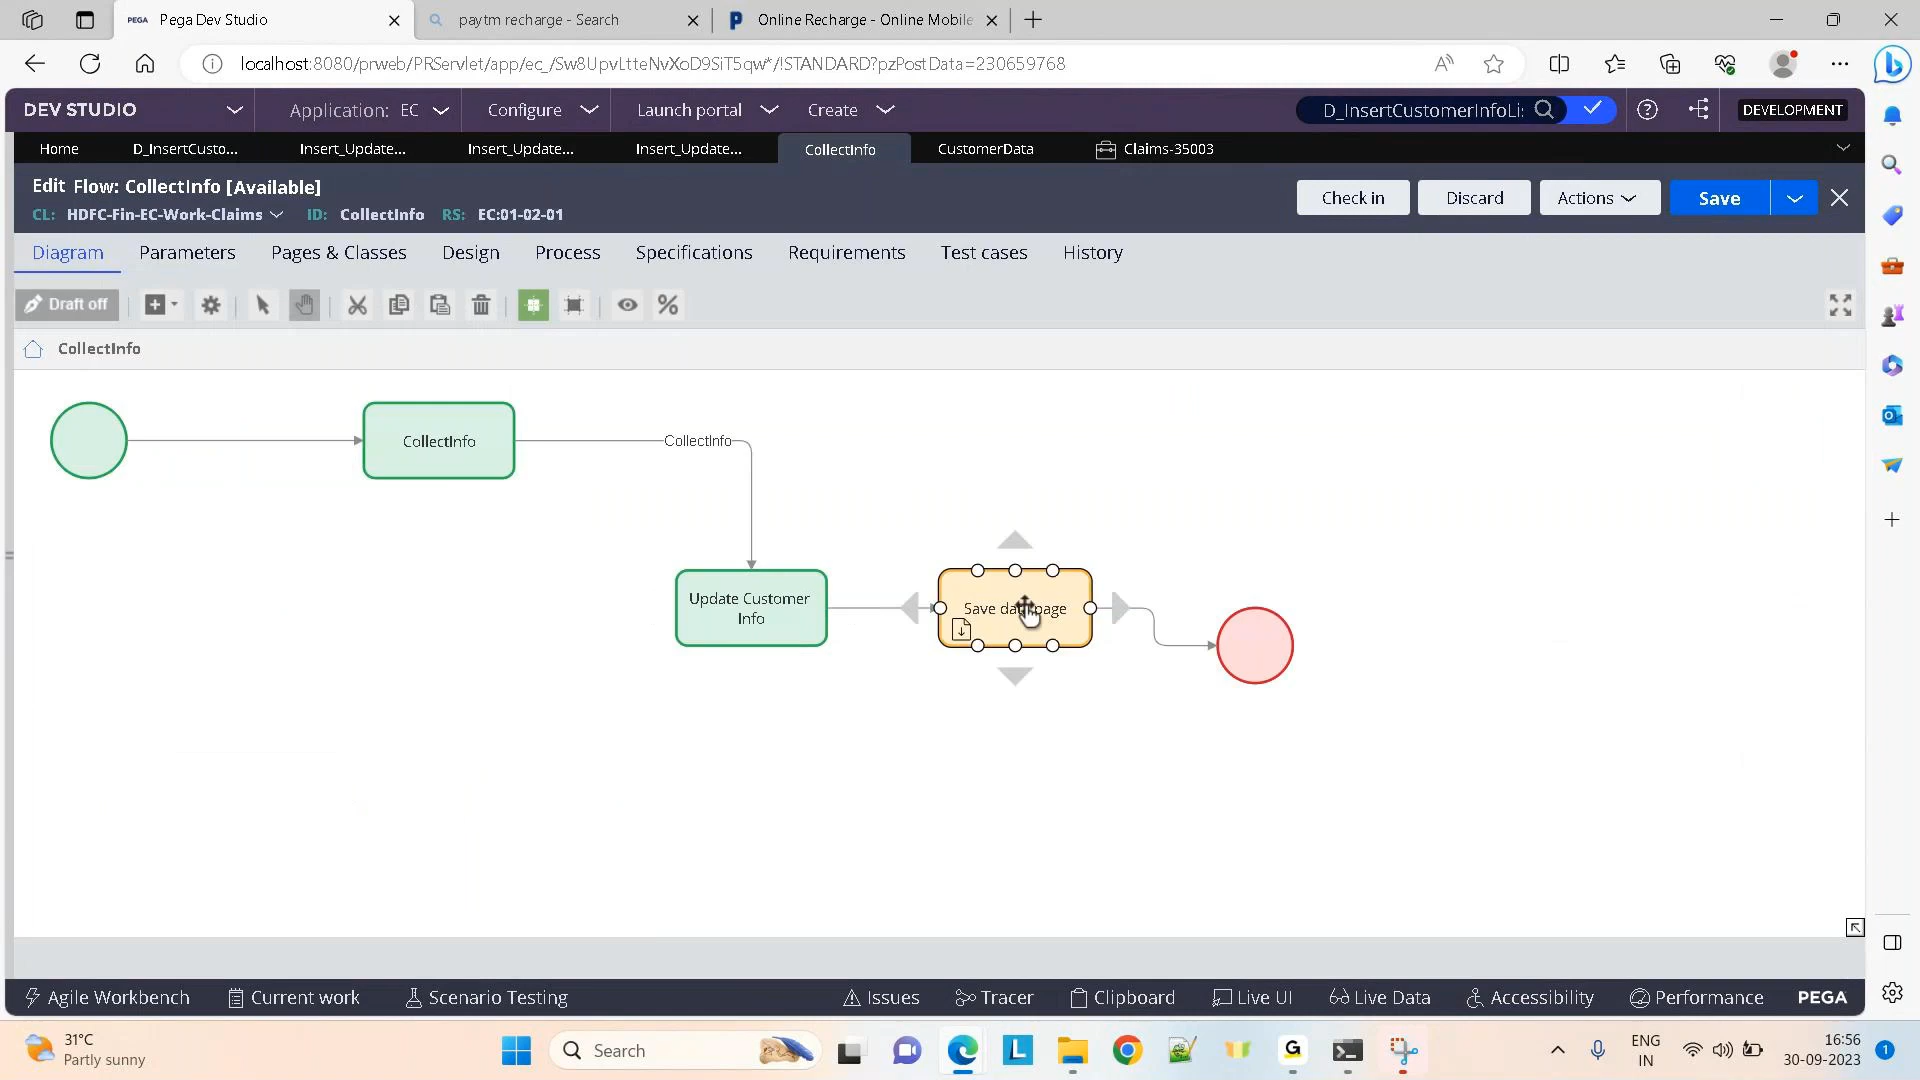 PEGA Pega Dev Studio
paytm recharge - Search
Online Recharge - Online Mobile
localhost:8080/prweb/PRServlet/app/ec_/Sw8UpvLtteNvXoD9SiT5qw*/!STANDARD?pzPostData=230659768
DEV STUDIO
Application: EC
Configure
Launch portal
Create
D_InsertCustomerInfoLi:
DEVELOPMENT
Home
D_InsertCusto...
Insert_Update...
Insert_Update...
Insert_Update...
CollectInfo
CustomerData
Claims-35003
Edit Flow: CollectInfo [Available]
CL: HDFC-Fin-EC-Work-Claims ID: CollectInfo RS: EC:01-02-01
Check in
Discard
Actions
Save
Diagram
Parameters
Pages & Classes
Design
Process
Specifications
Requirements
Test cases
History
Draft off
CollectInfo
CollectInfo
CollectInfo
Update Customer
Info
Save data page
Agile Workbench
Current work
Scenario Testing
Issues
Tracer
Clipboard
Live UI
Live Data
Accessibility
Performance
PEGA
31°C
Partly sunny
Search
ENG
IN
16:56
30-09-2023
1